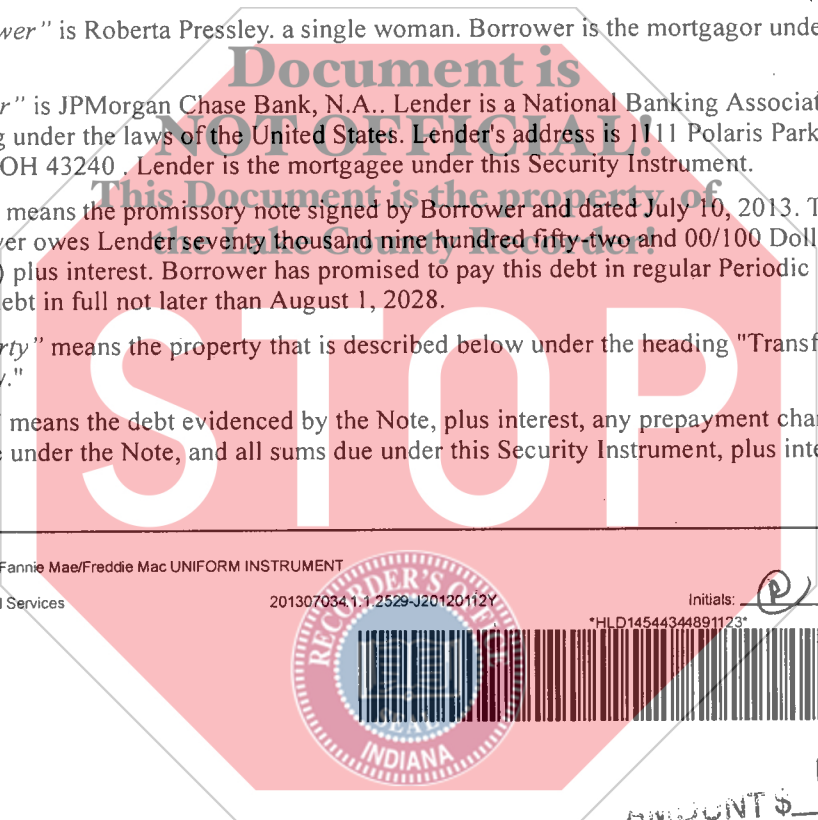 wer" is Roberta Pressley. a single woman. Borrower is the mortgagor unde
Document is
r" is JPMorgan Chase Bank, N.A.. Lender is a National Banking Associat
NOT OFFICIAL!
g under the laws of the United States. Lender's address is 1111 Polaris Park
OH 43240 . Lender is the mortgagee under this Security Instrument.
This Document is the property of
means the promissory note signed by Borrower and dated July 10, 2013. T
the Lake County Recorder!
ver owes Lender seventy thousand nine hundred fifty-two and 00/100 Doll
) plus interest. Borrower has promised to pay this debt in regular Periodic
ebt in full not later than August 1, 2028.
rty" means the property that is described below under the heading "Transf
y."
STOP
" means the debt evidenced by the Note, plus interest, any prepayment char
e under the Note, and all sums due under this Security Instrument, plus inte
Fannie Mae/Freddie Mac UNIFORM INSTRUMENT
l Services
201307034.1.1.2529-J20120112Y
Initials:
*HLD14544344891123*
RECORDER'S OFFICE
SEAL
INDIANA
AMOUNT $